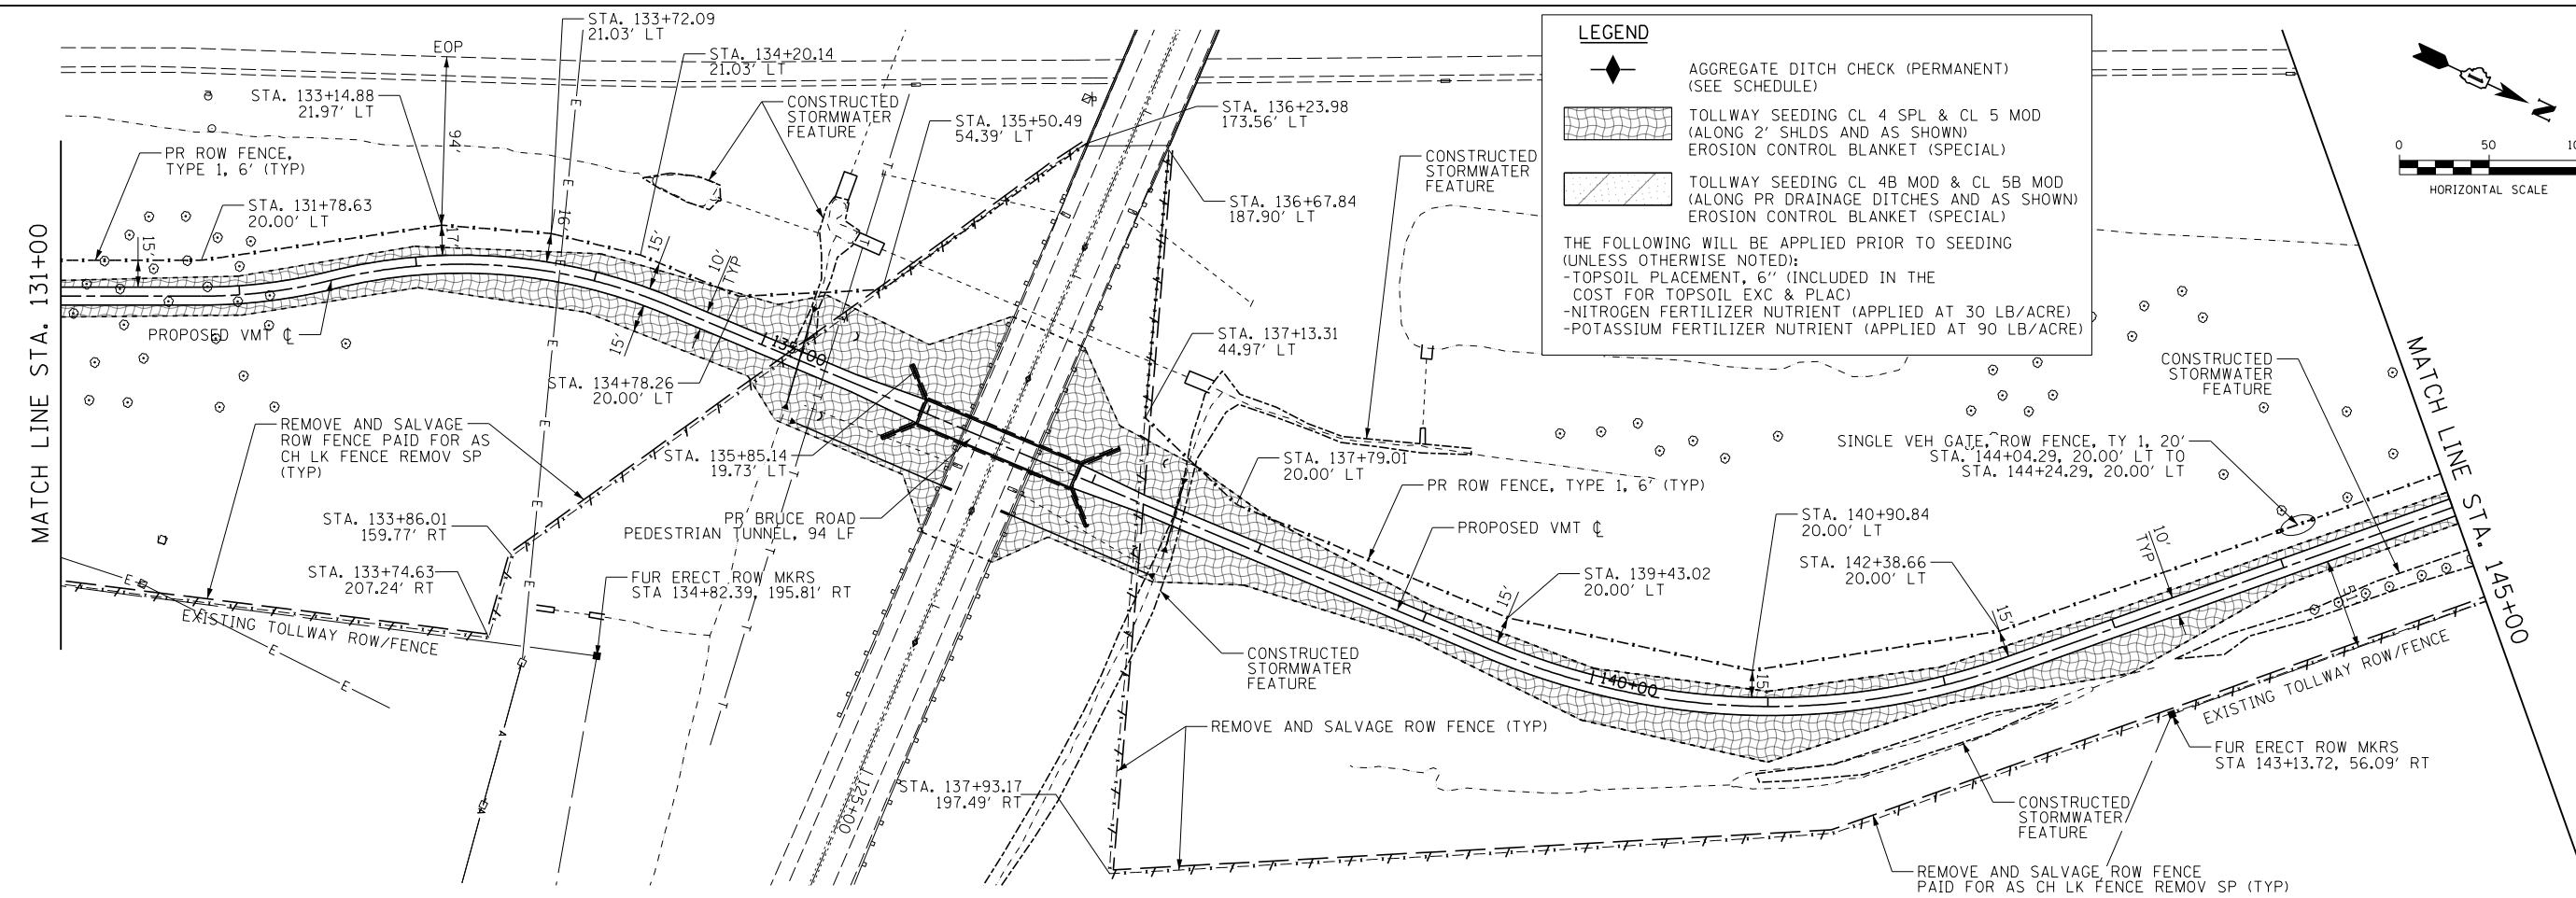 STA. 133+72.09
21.03' LT
EOP
STA. 134+20.14
21.03' LT
STA. 133+14.88
21.97' LT
94'
CONSTRUCTED
STORMWATER
FEATURE
STA. 135+50.49
54.39' LT
STA. 136+23.98
173.56' LT
PR ROW FENCE,
TYPE 1, 6' (TYP)
STA. 131+78.63
20.00' LT
15'
17'
16'
15'
10'
TYP
15'
STA. 136+67.84
187.90' LT
CONSTRUCTED
STORMWATER
FEATURE
LEGEND
AGGREGATE DITCH CHECK (PERMANENT)
(SEE SCHEDULE)
TOLLWAY SEEDING CL 4 SPL & CL 5 MOD
(ALONG 2' SHLDS AND AS SHOWN)
EROSION CONTROL BLANKET (SPECIAL)
TOLLWAY SEEDING CL 4B MOD & CL 5B MOD
(ALONG PR DRAINAGE DITCHES AND AS SHOWN)
EROSION CONTROL BLANKET (SPECIAL)
THE FOLLOWING WILL BE APPLIED PRIOR TO SEEDING
(UNLESS OTHERWISE NOTED):
-TOPSOIL PLACEMENT, 6'' (INCLUDED IN THE
COST FOR TOPSOIL EXC & PLAC)
-NITROGEN FERTILIZER NUTRIENT (APPLIED AT 30 LB/ACRE)
-POTASSIUM FERTILIZER NUTRIENT (APPLIED AT 90 LB/ACRE)
N
0 50
HORIZONTAL SCALE
MATCH LINE STA. 131+00
PROPOSED VMT ℄
135+00
STA. 134+78.26
20.00' LT
STA. 137+13.31
44.97' LT
REMOVE AND SALVAGE
ROW FENCE PAID FOR AS
CH LK FENCE REMOV SP
(TYP)
STA. 135+85.14
19.73' LT
STA. 137+79.01
20.00' LT
PR BRUCE ROAD
PEDESTRIAN TUNNEL, 94 LF
STA. 133+86.01
159.77' RT
STA. 133+74.63
207.24' RT
FUR ERECT ROW MKRS
STA 134+82.39, 195.81' RT
EXISTING TOLLWAY ROW/FENCE
E
E
E
E
E
E
E
E
E
E
A
A
T
T
T
T
T
T
T
125+00
PR ROW FENCE, TYPE 1, 6' (TYP)
PROPOSED VMT ℄
STA. 139+43.02
20.00' LT
15'
140+00
15'
STA. 140+90.84
20.00' LT
STA. 142+38.66
20.00' LT
15'
10'
TYP
51'
SINGLE VEH GATE, ROW FENCE, TY 1, 20'
STA. 144+04.29, 20.00' LT TO
STA. 144+24.29, 20.00' LT
CONSTRUCTED
STORMWATER
FEATURE
MATCH LINE STA. 145+00
CONSTRUCTED
STORMWATER
FEATURE
REMOVE AND SALVAGE ROW FENCE (TYP)
STA. 137+93.17
197.49' RT
EXISTING TOLLWAY ROW/FENCE
FUR ERECT ROW MKRS
STA 143+13.72, 56.09' RT
CONSTRUCTED
STORMWATER
FEATURE
REMOVE AND SALVAGE ROW FENCE
PAID FOR AS CH LK FENCE REMOV SP (TYP)